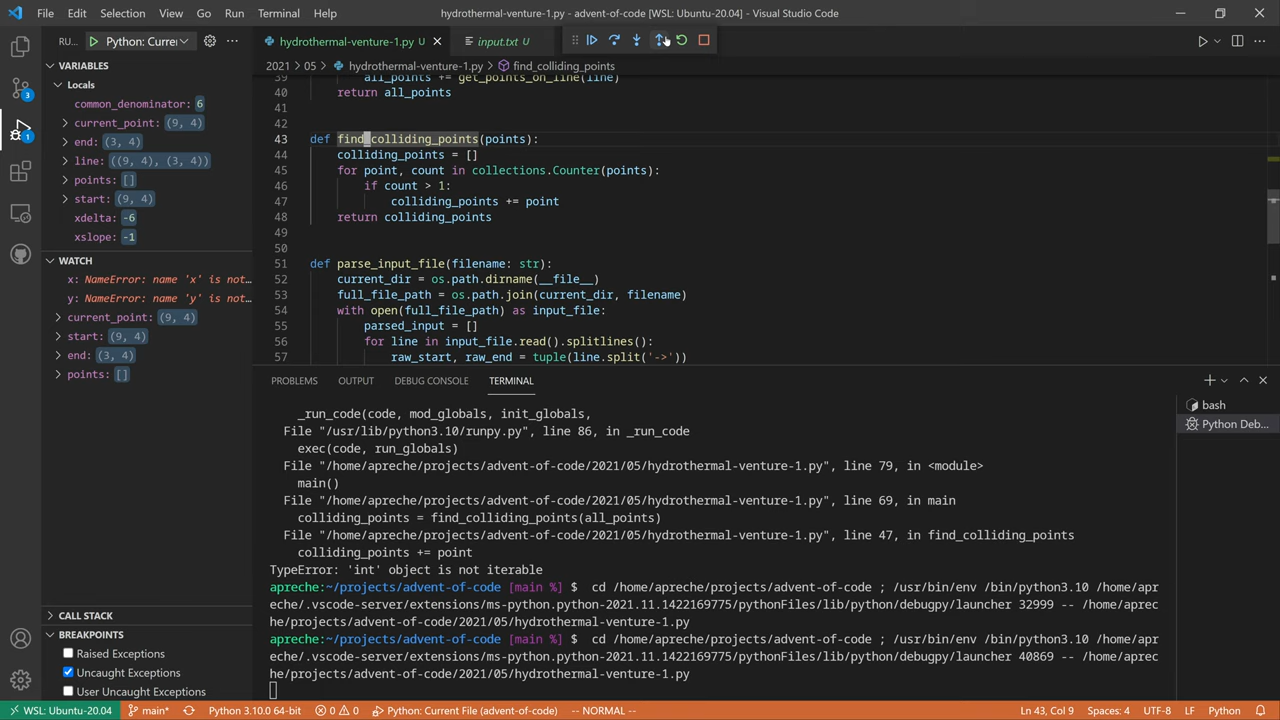 File Edit Selection View Go Run Terminal Help hydrothermal-venture-1.py - advent-of-code [WSL: Ubuntu-20.04] - Visual Studio Code
RU... Python: Curre
hydrothermal-venture-1.py U input.txt U
2021 05 hydrothermal-venture-1.py find_colliding_points
VARIABLES
Locals
common_denominator: 6
current_point: (9, 4)
end: (3, 4)
line: ((9, 4), (3, 4))
points: []
start: (9, 4)
xdelta: -6
xslope: -1
WATCH
x: NameError: name 'x' is not...
y: NameError: name 'y' is not...
current_point: (9, 4)
start: (9, 4)
end: (3, 4)
points: []
CALL STACK
BREAKPOINTS
Raised Exceptions
Uncaught Exceptions
User Uncaught Exceptions
3
1
39 all_points += get_points_on_line(line)
40 return all_points
41
42
43 def find_colliding_points(points):
44 colliding_points = []
45 for point, count in collections.Counter(points):
46 if count > 1:
47 colliding_points += point
48 return colliding_points
49
50
51 def parse_input_file(filename: str):
52 current_dir = os.path.dirname(__file__)
53 full_file_path = os.path.join(current_dir, filename)
54 with open(full_file_path) as input_file:
55 parsed_input = []
56 for line in input_file.read().splitlines():
57 raw_start, raw_end = tuple(line.split('->'))
PROBLEMS OUTPUT DEBUG CONSOLE TERMINAL
bash
Python Deb...
_run_code(code, mod_globals, init_globals,
File "/usr/lib/python3.10/runpy.py", line 86, in _run_code
exec(code, run_globals)
File "/home/apreche/projects/advent-of-code/2021/05/hydrothermal-venture-1.py", line 79, in <module>
main()
File "/home/apreche/projects/advent-of-code/2021/05/hydrothermal-venture-1.py", line 69, in main
colliding_points = find_colliding_points(all_points)
File "/home/apreche/projects/advent-of-code/2021/05/hydrothermal-venture-1.py", line 47, in find_colliding_points
colliding_points += point
TypeError: 'int' object is not iterable
apreche:~/projects/advent-of-code [main %] $ cd /home/apreche/projects/advent-of-code ; /usr/bin/env /bin/python3.10 /home/apr
eche/.vscode-server/extensions/ms-python.python-2021.11.1422169775/pythonFiles/lib/python/debugpy/launcher 32999 -- /home/aprec
he/projects/advent-of-code/2021/05/hydrothermal-venture-1.py
apreche:~/projects/advent-of-code [main %] $ cd /home/apreche/projects/advent-of-code ; /usr/bin/env /bin/python3.10 /home/apr
eche/.vscode-server/extensions/ms-python.python-2021.11.1422169775/pythonFiles/lib/python/debugpy/launcher 40869 -- /home/aprec
he/projects/advent-of-code/2021/05/hydrothermal-venture-1.py
WSL: Ubuntu-20.04 main* Python 3.10.0 64-bit 0 0 Python: Current File (advent-of-code) -- NORMAL -- Ln 43, Col 9 Spaces: 4 UTF-8 LF Python